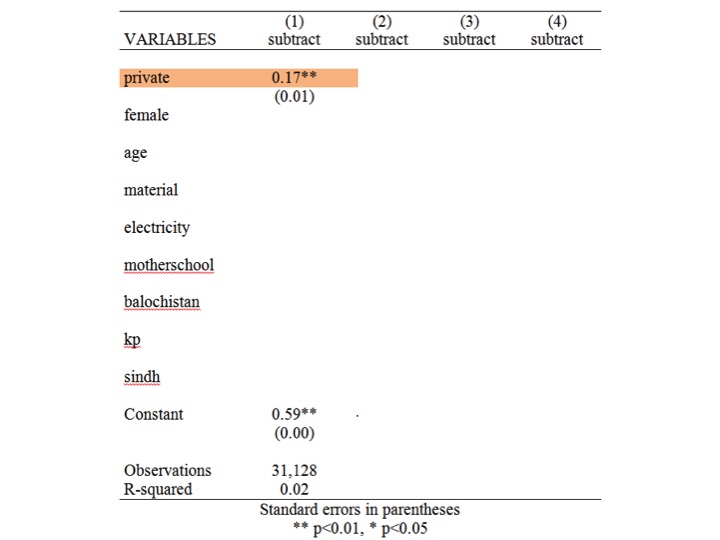 (1) (2) (3) (4)
VARIABLES subtract subtract subtract subtract
private 0.17**
(0.01)
female
age
material
electricity
motherschool
balochistan
kp
sindh
Constant 0.59**
(0.00)
Observations 31,128
R-squared 0.02
Standard errors in parentheses
** p<0.01, * p<0.05